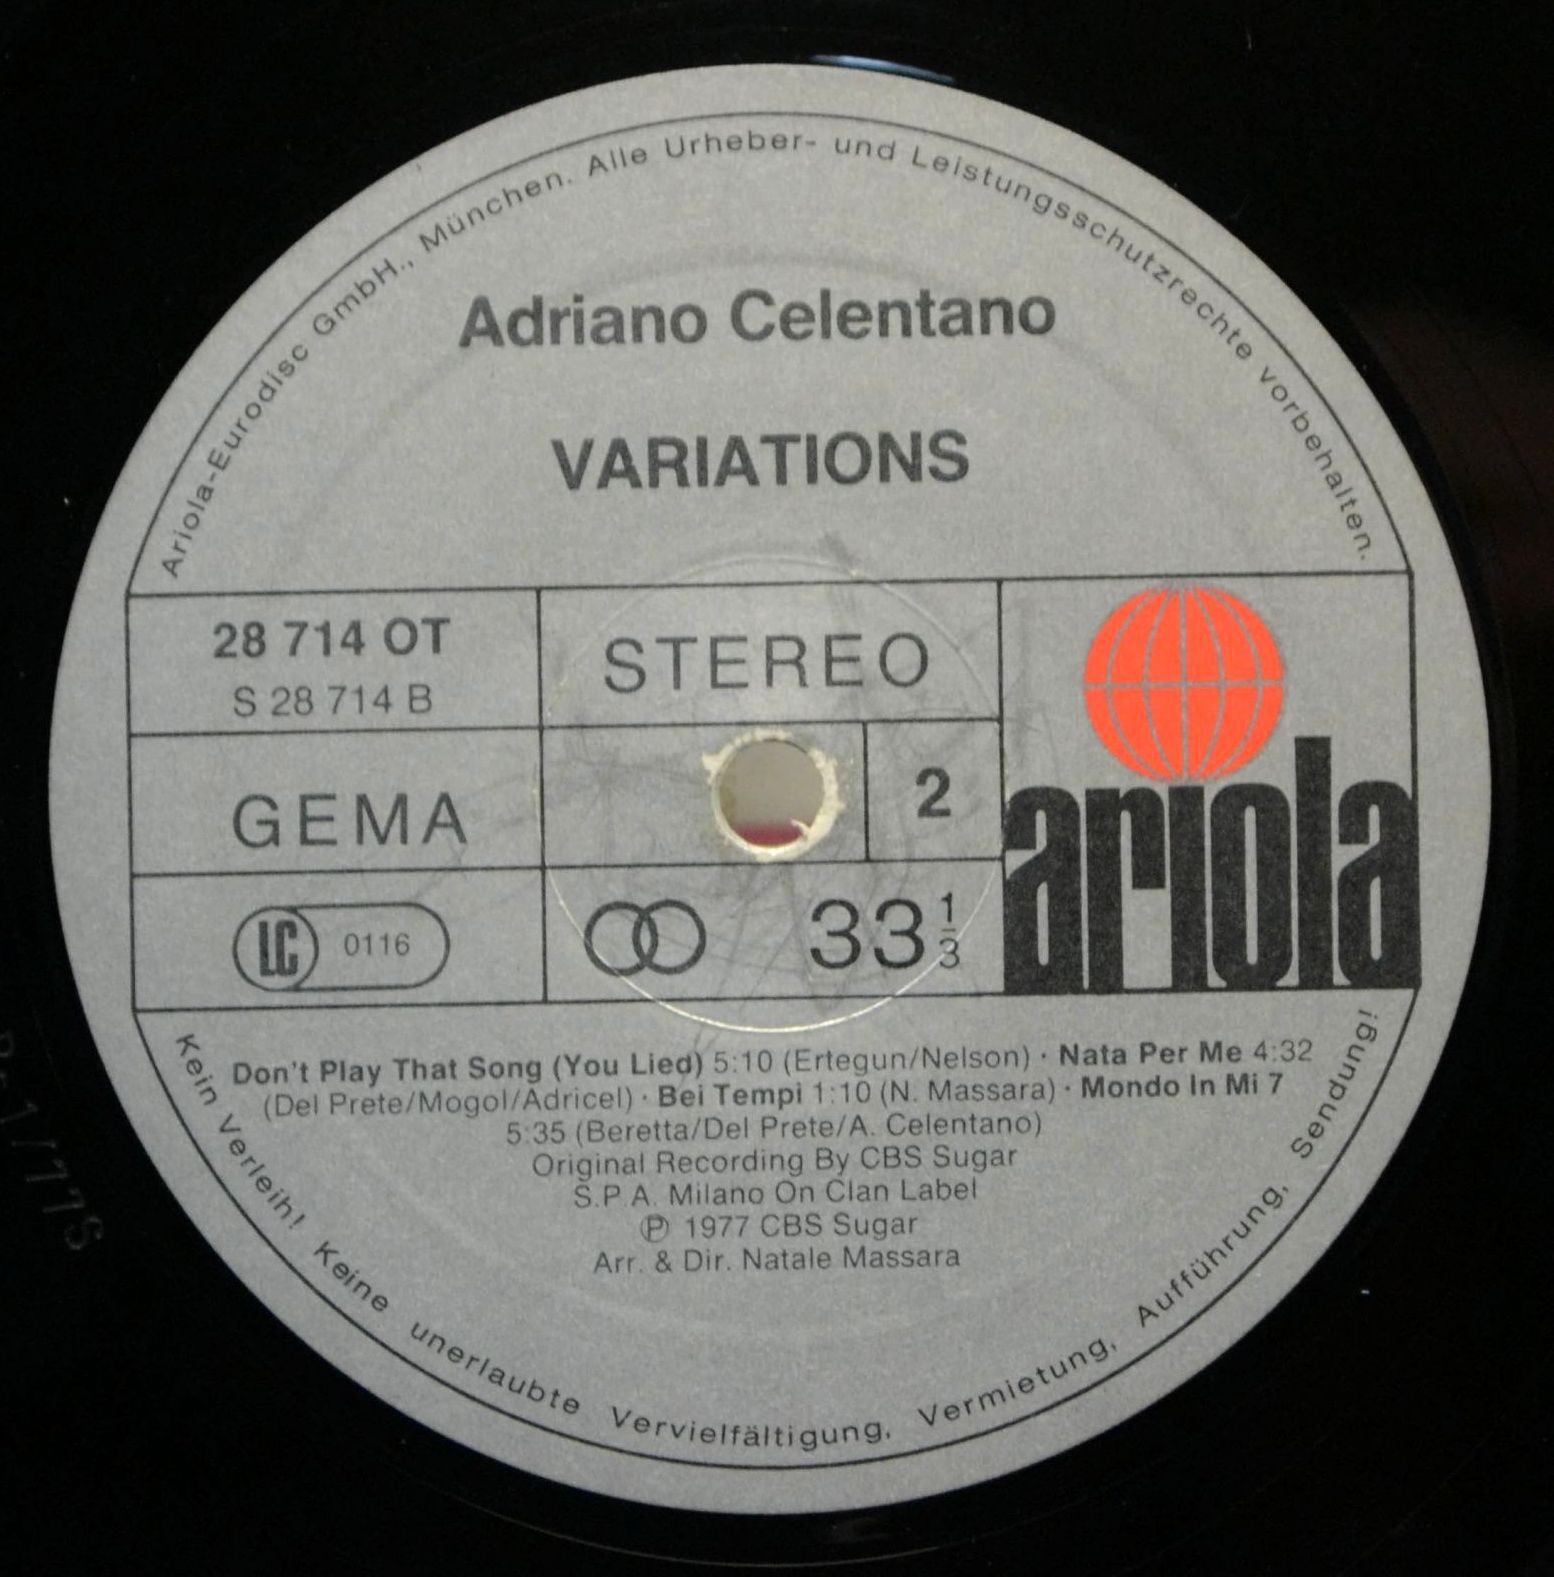 Ariola-Eurodisc GmbH., München. Alle Urheber- und Leistungsschutzrechte vorbehalten.
Adriano Celentano
VARIATIONS
28 714 OT
S 28 714 B
STEREO
GEMA
2
LC 0116
33 1/3
ariola
Don't Play That Song (You Lied) 5:10 (Ertegun/Nelson) · Nata Per Me 4:32
(Del Prete/Mogol/Adricel) · Bei Tempi 1:10 (N. Massara) · Mondo In Mi 7
5:35 (Beretta/Del Prete/A. Celentano)
Original Recording By CBS Sugar
S.P.A. Milano On Clan Label
℗ 1977 CBS Sugar
Arr. & Dir. Natale Massara
Kein Verleih! Keine unerlaubte Vervielfältigung, Vermietung, Aufführung, Sendung!